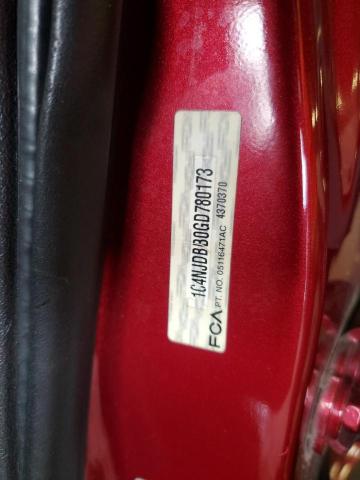 1C4NJDBB0GD780173
FCA PT. NO. 05116471AC 4370370